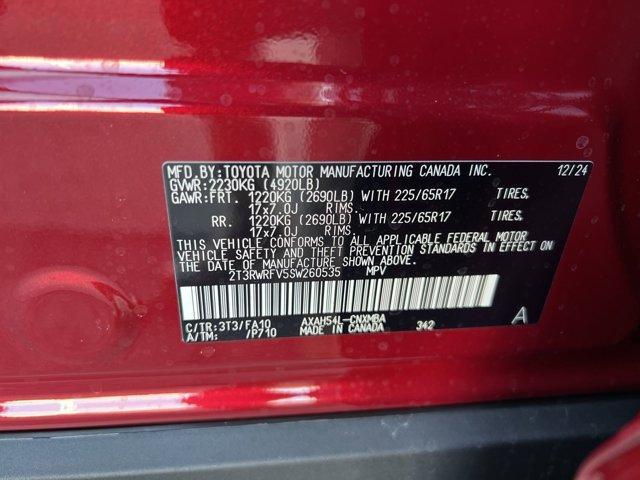 MFD.BY:TOYOTA MOTOR MANUFACTURING CANADA INC. 12/24
GVWR:2230KG (4920LB)
GAWR:FRT. 1220KG (2690LB) WITH 225/65R17 TIRES,
17x7.0J RIMS.
RR. 1220KG (2690LB) WITH 225/65R17 TIRES,
17x7.0J RIMS.
THIS VEHICLE CONFORMS TO ALL APPLICABLE FEDERAL MOTOR
VEHICLE SAFETY AND THEFT PREVENTION STANDARDS IN EFFECT ON
THE DATE OF MANUFACTURE SHOWN ABOVE.
2T3RWRFV5SW260535 MPV
C/TR:3T3/FA10 AXAH54L-CNXMBA
A/TM: /P710 MADE IN CANADA 342 A